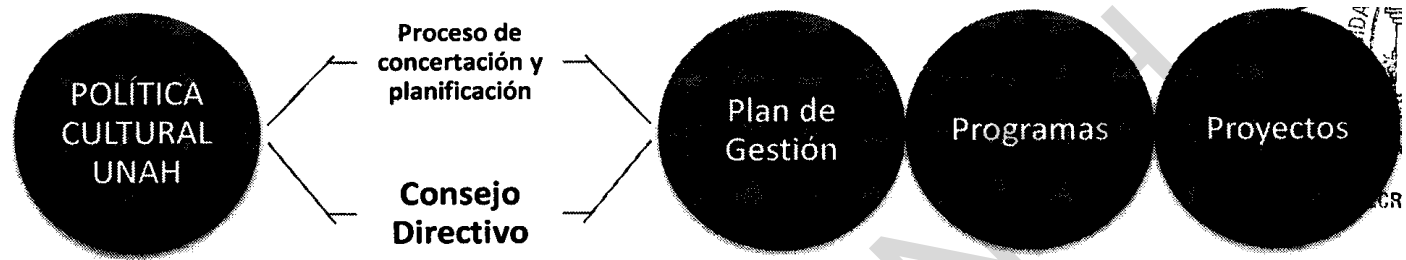 POLÍTICA
CULTURAL
UNAH
Proceso de
concertación y
planificación
Consejo
Directivo
Plan de
Gestión
Programas
Proyectos